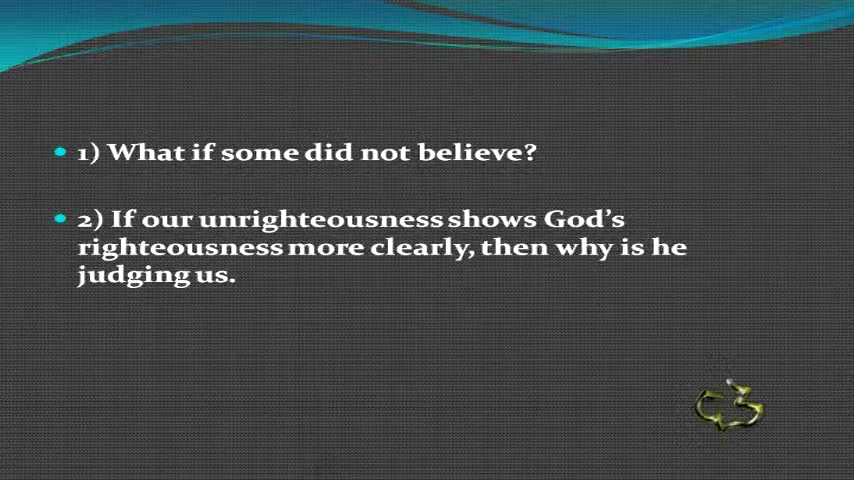 1) What if some did not believe?
2) If our unrighteousness shows God's
righteousness more clearly, then why is he
judging us.